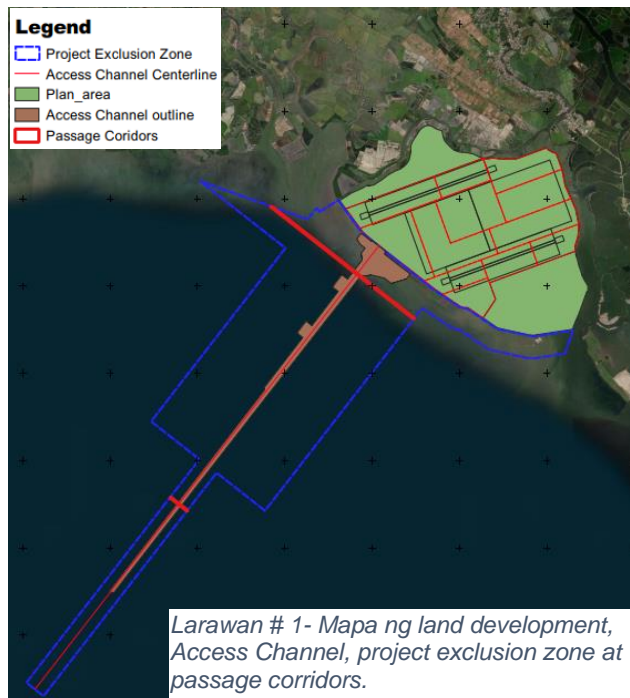 Legend
Project Exclusion Zone
Access Channel Centerline
Plan_area
Access Channel outline
Passage Corridors
Larawan # 1- Mapa ng land development,
Access Channel, project exclusion zone at
passage corridors.